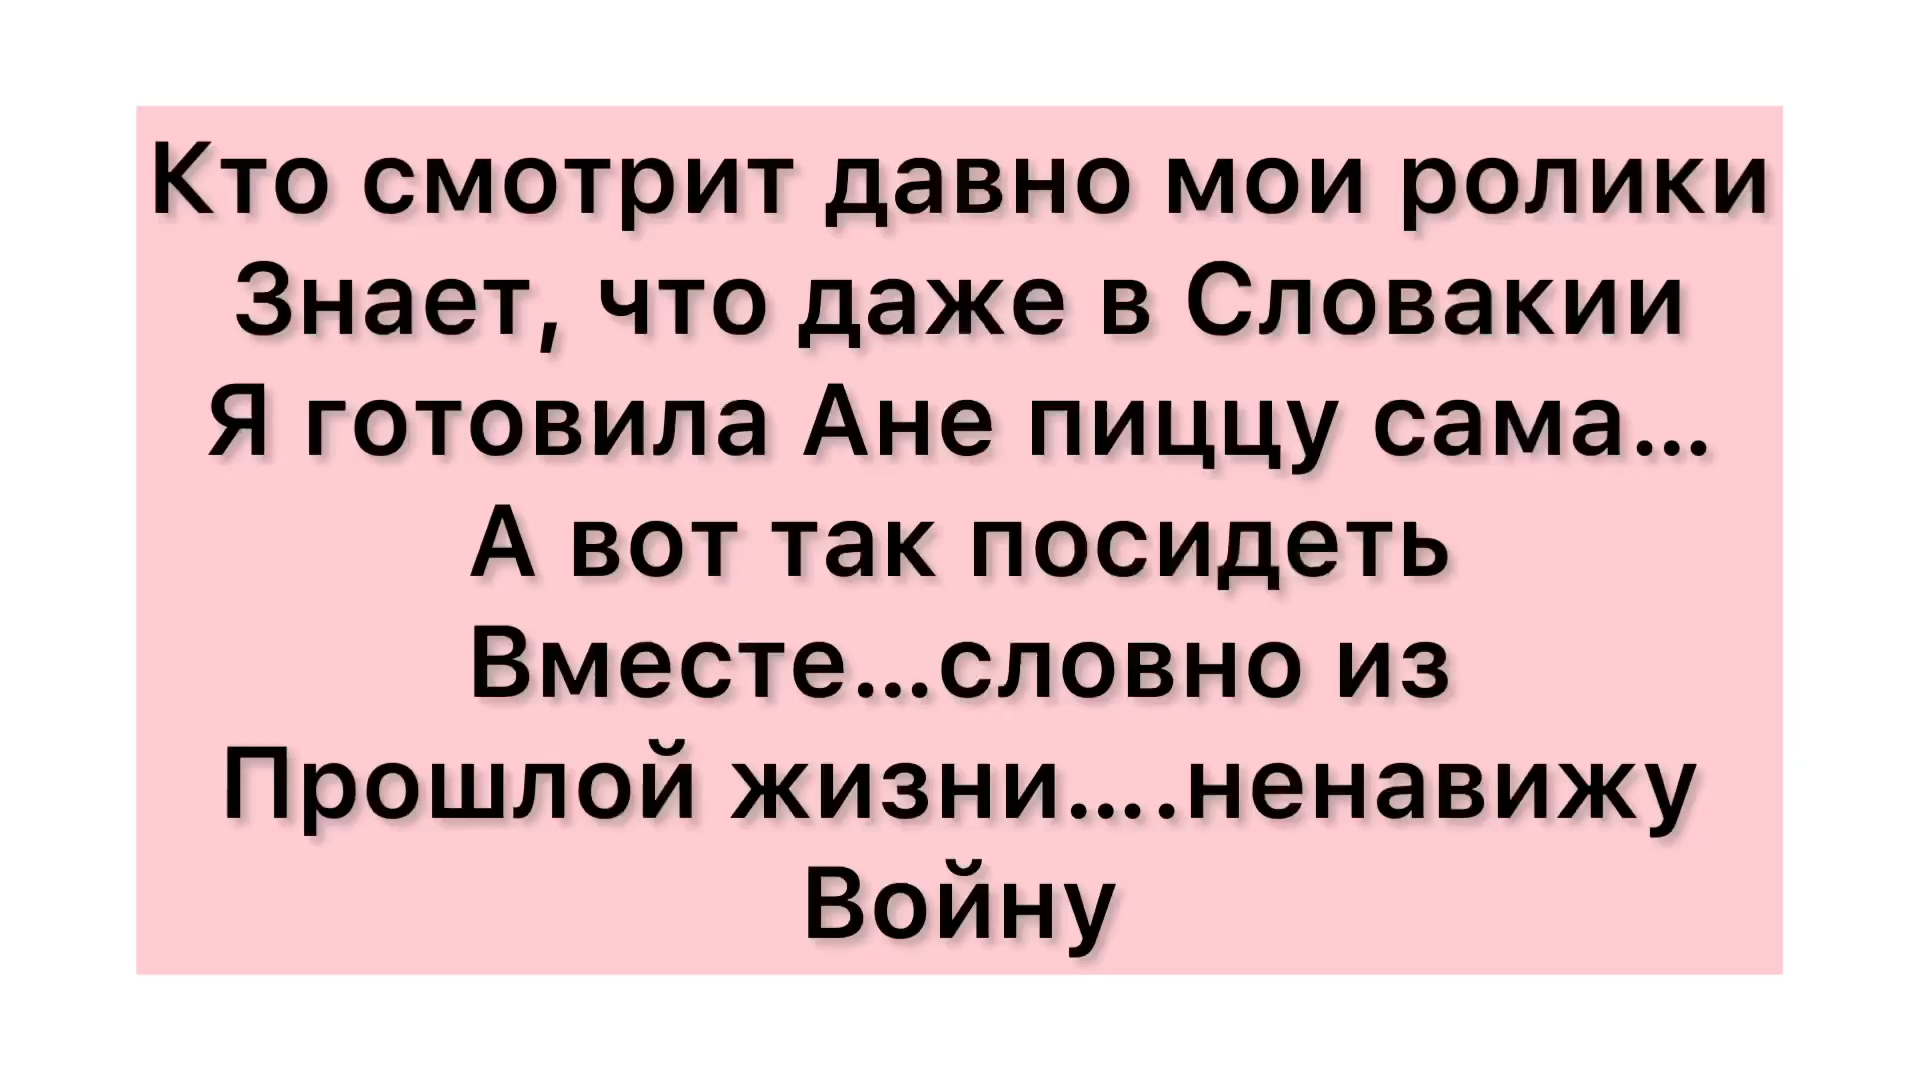 Кто смотрит давно мои ролики
Знает, что даже в Словакии
Я готовила Ане пиццу сама...
А вот так посидеть
Вместе...словно из
Прошлой жизни....ненавижу
Войну